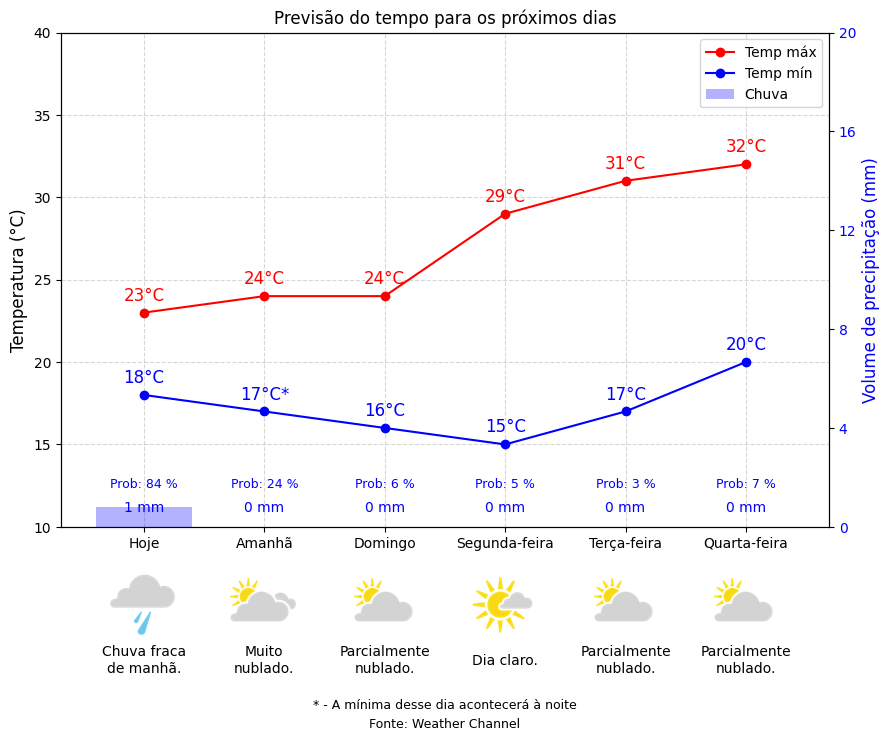 Previsão do tempo para os próximos dias
Temp máx
Temp mín
Chuva
Temperatura (°C)
Volume de precipitação (mm)
40
35
30
25
20
15
10
20
16
12
8
4
0
23°C
24°C
24°C
29°C
31°C
32°C
18°C
17°C*
16°C
15°C
17°C
20°C
Prob: 84 %
Prob: 24 %
Prob: 6 %
Prob: 5 %
Prob: 3 %
Prob: 7 %
1 mm
0 mm
0 mm
0 mm
0 mm
0 mm
Hoje
Amanhã
Domingo
Segunda-feira
Terça-feira
Quarta-feira
Chuva fraca
de manhã.
Muito
nublado.
Parcialmente
nublado.
Dia claro.
Parcialmente
nublado.
Parcialmente
nublado.
* - A mínima desse dia acontecerá à noite
Fonte: Weather Channel